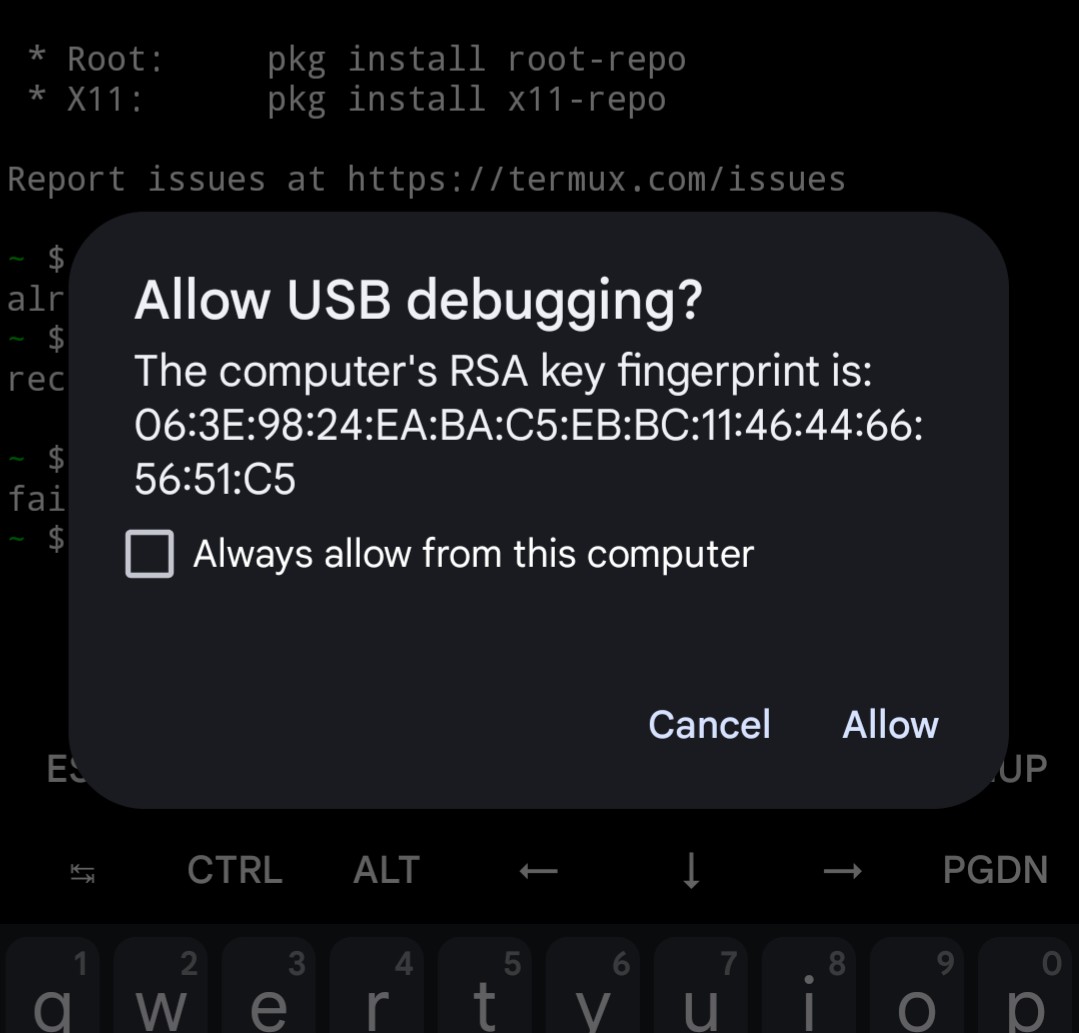 * Root: pkg install root-repo
* X11: pkg install x11-repo
Report issues at https://termux.com/issues
~ $
alr
~ $
rec
~ $
fai
~ $
Allow USB debugging?
The computer's RSA key fingerprint is:
06:3E:98:24:EA:BA:C5:EB:BC:11:46:44:66:
56:51:C5
Always allow from this computer
Cancel Allow
ES UP
↹ CTRL ALT ← ↓ → PGDN
1 2 3 4 5 6 7 8 9 0
q w e r t y u i o p